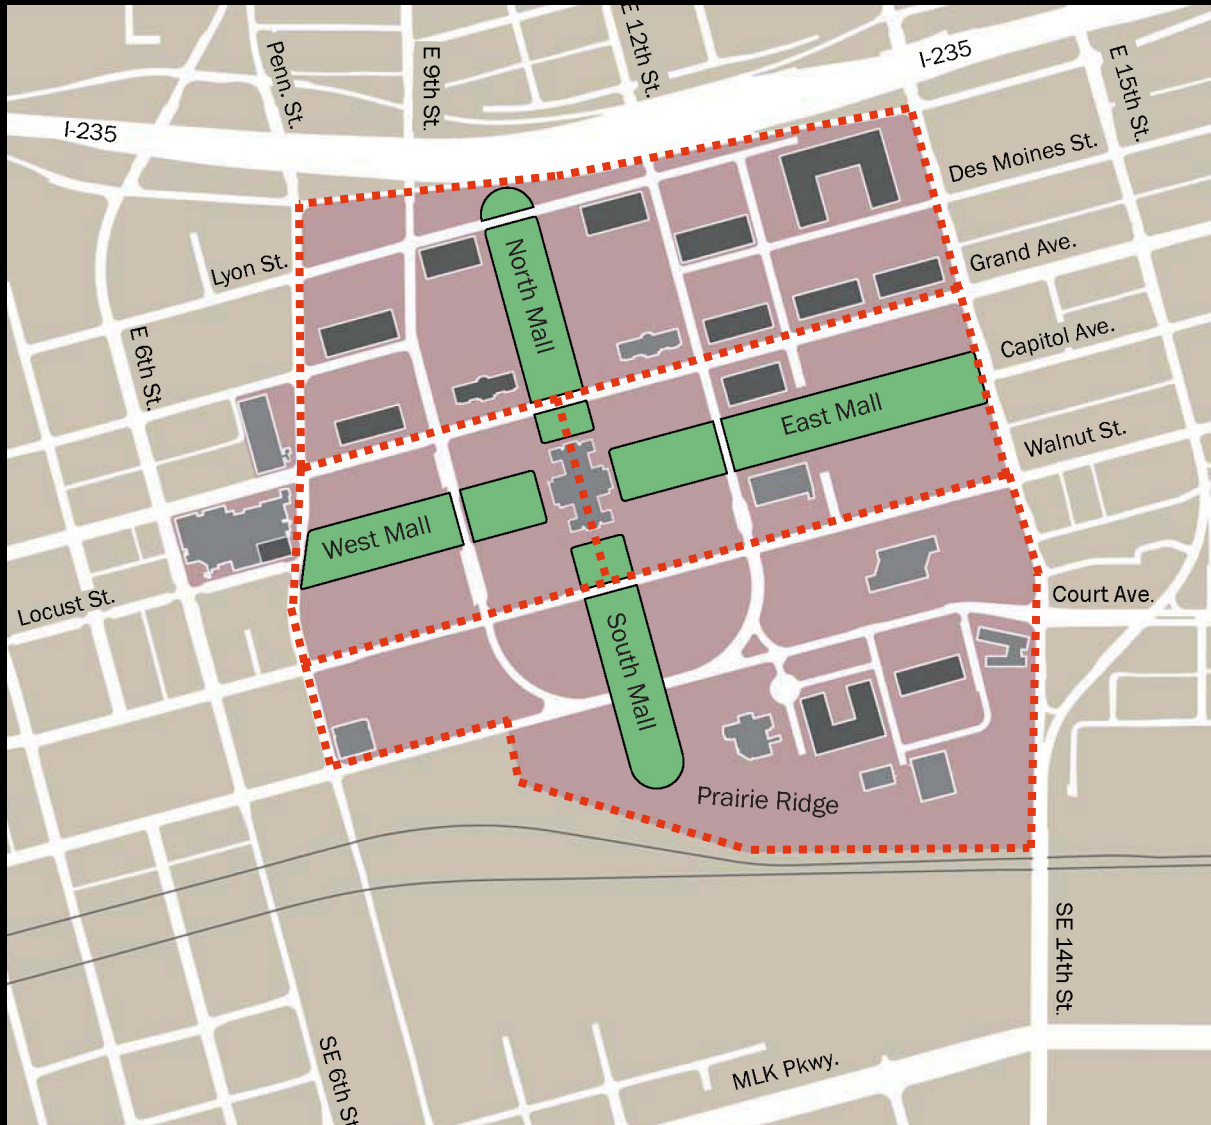 E 12th St.
I-235
Penn. St.
E 9th St.
E 15th St.
I-235
Des Moines St.
Lyon St.
North Mall
Grand Ave.
E 6th St.
Capitol Ave.
East Mall
Walnut St.
West Mall
Locust St.
Court Ave.
South Mall
Prairie Ridge
SE 14th St.
SE 6th St
MLK Pkwy.